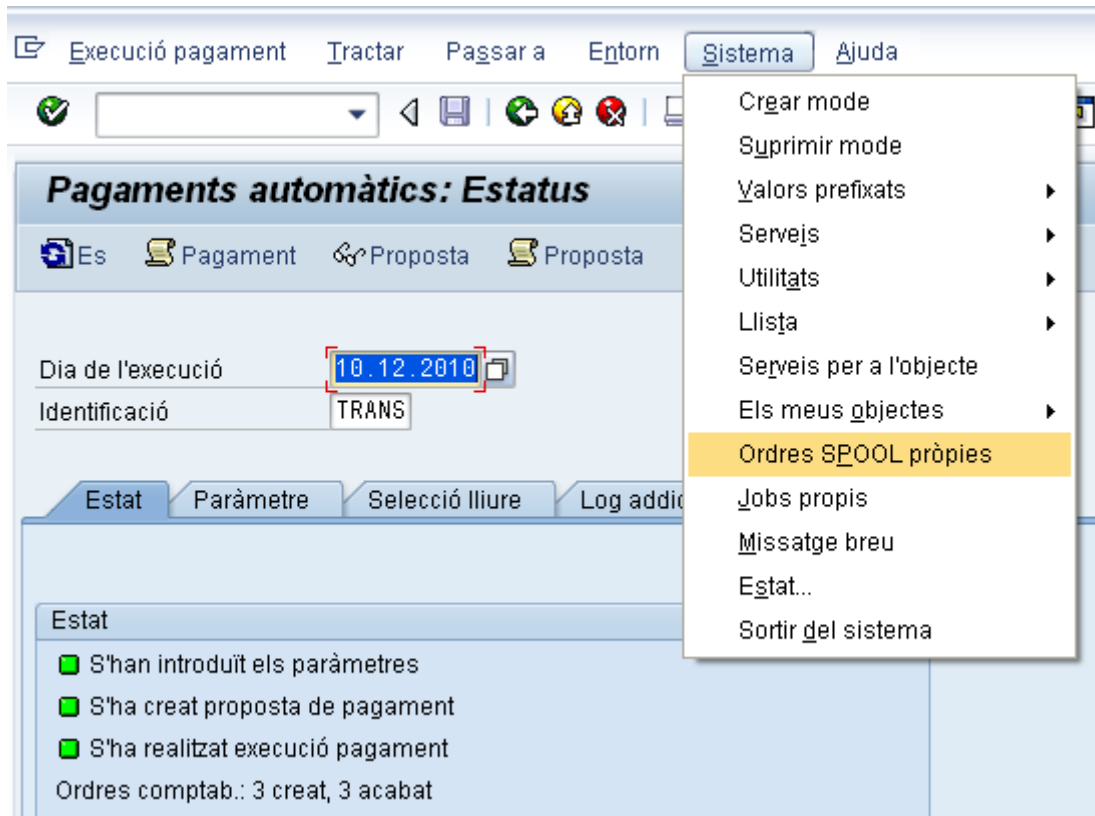 Execució pagament Tractar Passar a Entorn Sistema Ajuda
Crear mode
Suprimir mode
Valors prefixats
Serveis
Utilitats
Llista
Serveis per a l'objecte
Els meus objectes
Ordres SPOOL pròpies
Jobs propis
Missatge breu
Estat...
Sortir del sistema
Pagaments automàtics: Estatus
Es Pagament Proposta Proposta
Dia de l'execució 10.12.2010
Identificació TRANS
Estat Paràmetre Selecció lliure Log addic
Estat
S'han introduït els paràmetres
S'ha creat proposta de pagament
S'ha realitzat execució pagament
Ordres comptab.: 3 creat, 3 acabat